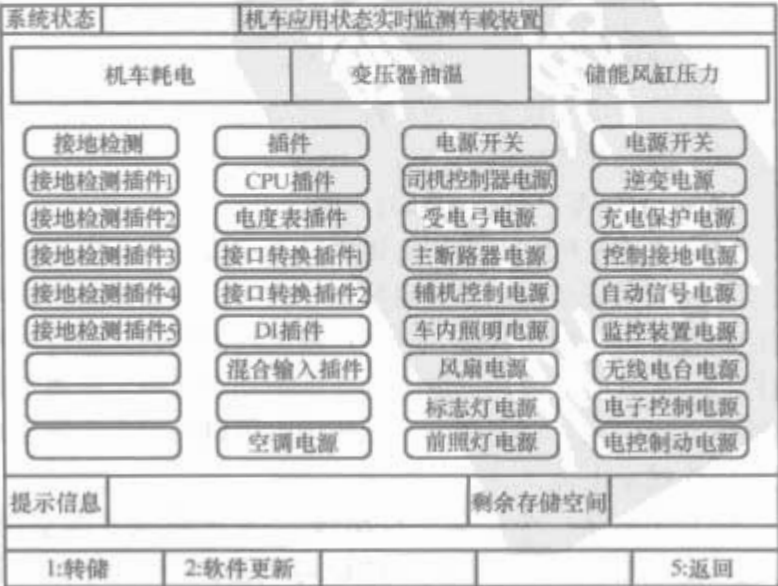 系统状态 机车应用状态实时监测车载装置
机车耗电 变压器油温 储能风缸压力
接地检测 插件 电源开关 电源开关
接地检测插件1 CPU插件 司机控制器电源 逆变电源
接地检测插件2 电度表插件 受电弓电源 充电保护电源
接地检测插件3 接口转换插件1 主断路器电源 控制接地电源
接地检测插件4 接口转换插件2 辅机控制电源 自动信号电源
接地检测插件5 DI插件 车内照明电源 监控装置电源
混合输入插件 风扇电源 无线电台电源
标志灯电源 电子控制电源
空调电源 前照灯电源 电控制动电源
提示信息 剩余存储空间
1:转储 2:软件更新 5:返回